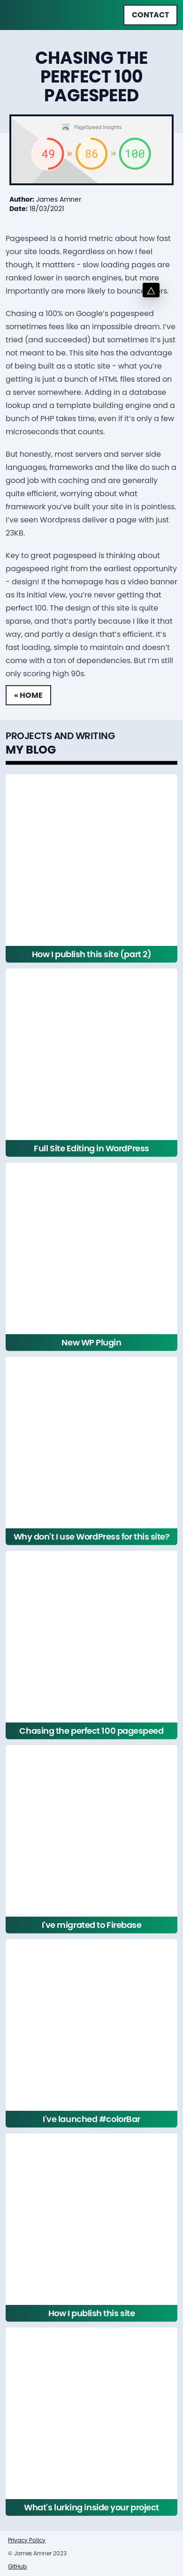 CONTACT
CHASING THE
PERFECT 100
PAGESPEED
PageSpeed Insights
49 » 86 » 100
Author: James Amner
Date: 18/03/2021
Pagespeed is a horrid metric about how fast
your site loads. Regardless on how I feel
though, it mattters - slow loading pages are
ranked lower in search engines, but more
importantly are more likely to bounce
Chasing a 100% on Google's pagespeed
sometimes feels like an impossible dream. I've
tried (and succeeded) but sometimes it's just
not meant to be. This site has the advantage
of being built as a static site - what you're
getting is just a bunch of HTML files stored on
a server somewhere. Adding in a database
lookup and a template building engine and a
bunch of PHP takes time, even if it's only a few
microseconds that counts.
But honestly, most servers and server side
languages, frameworks and the like do such a
good job with caching and are generally
quite efficient, worrying about what
framework you've built your site in is pointless.
I've seen Wordpress deliver a page with just
23KB.
Key to great pagespeed is thinking about
pagespeed right from the earliest opportunity
- design! If the homepage has a video banner
as its initial view, you're never getting that
perfect 100. The design of this site is quite
sparse, and that's partly because I like it that
way, and partly a design that's efficient. It's
fast loading, simple to maintain and doesn't
come with a ton of dependencies. But I'm still
only scoring high 90s.
« HOME
PROJECTS AND WRITING
MY BLOG
How I publish this site (part 2)
Full Site Editing in WordPress
New WP Plugin
Why don't I use WordPress for this site?
Chasing the perfect 100 pagespeed
I've migrated to Firebase
I've launched #colorBar
How I publish this site
What's lurking inside your project
Privacy Policy
© James Amner 2023
GitHub